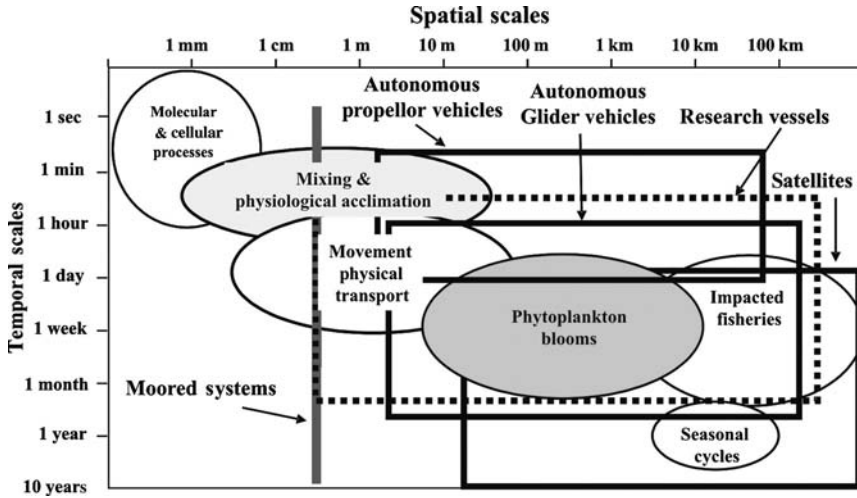 Spatial scales
1 mm 1 cm 1 m 10 m 100 m 1 km 10 km 100 km
Temporal scales
1 sec
1 min
1 hour
1 day
1 week
1 month
1 year
10 years
Molecular
& cellular
processes
Autonomous
propellor vehicles
Autonomous
Glider vehicles
Research vessels
Satellites
Mixing &
physiological acclimation
Movement
physical
transport
Phytoplankton
blooms
Impacted
fisheries
Moored systems
Seasonal
cycles